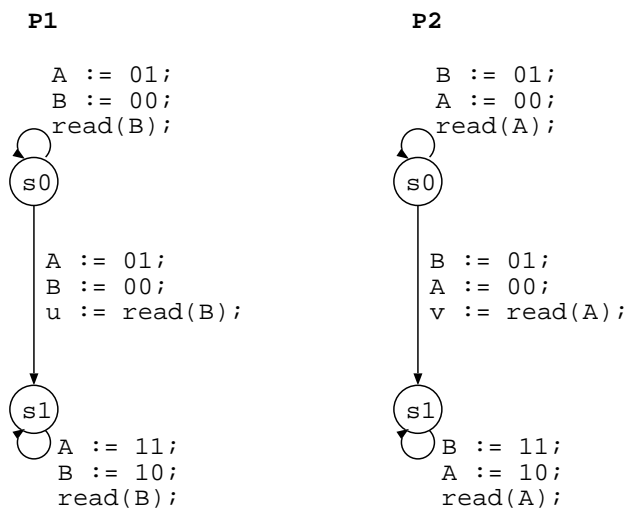 P1
A := 01;
B := 00;
read(B);
s0
A := 01;
B := 00;
u := read(B);
s1
A := 11;
B := 10;
read(B);
P2
B := 01;
A := 00;
read(A);
s0
B := 01;
A := 00;
v := read(A);
s1
B := 11;
A := 10;
read(A);